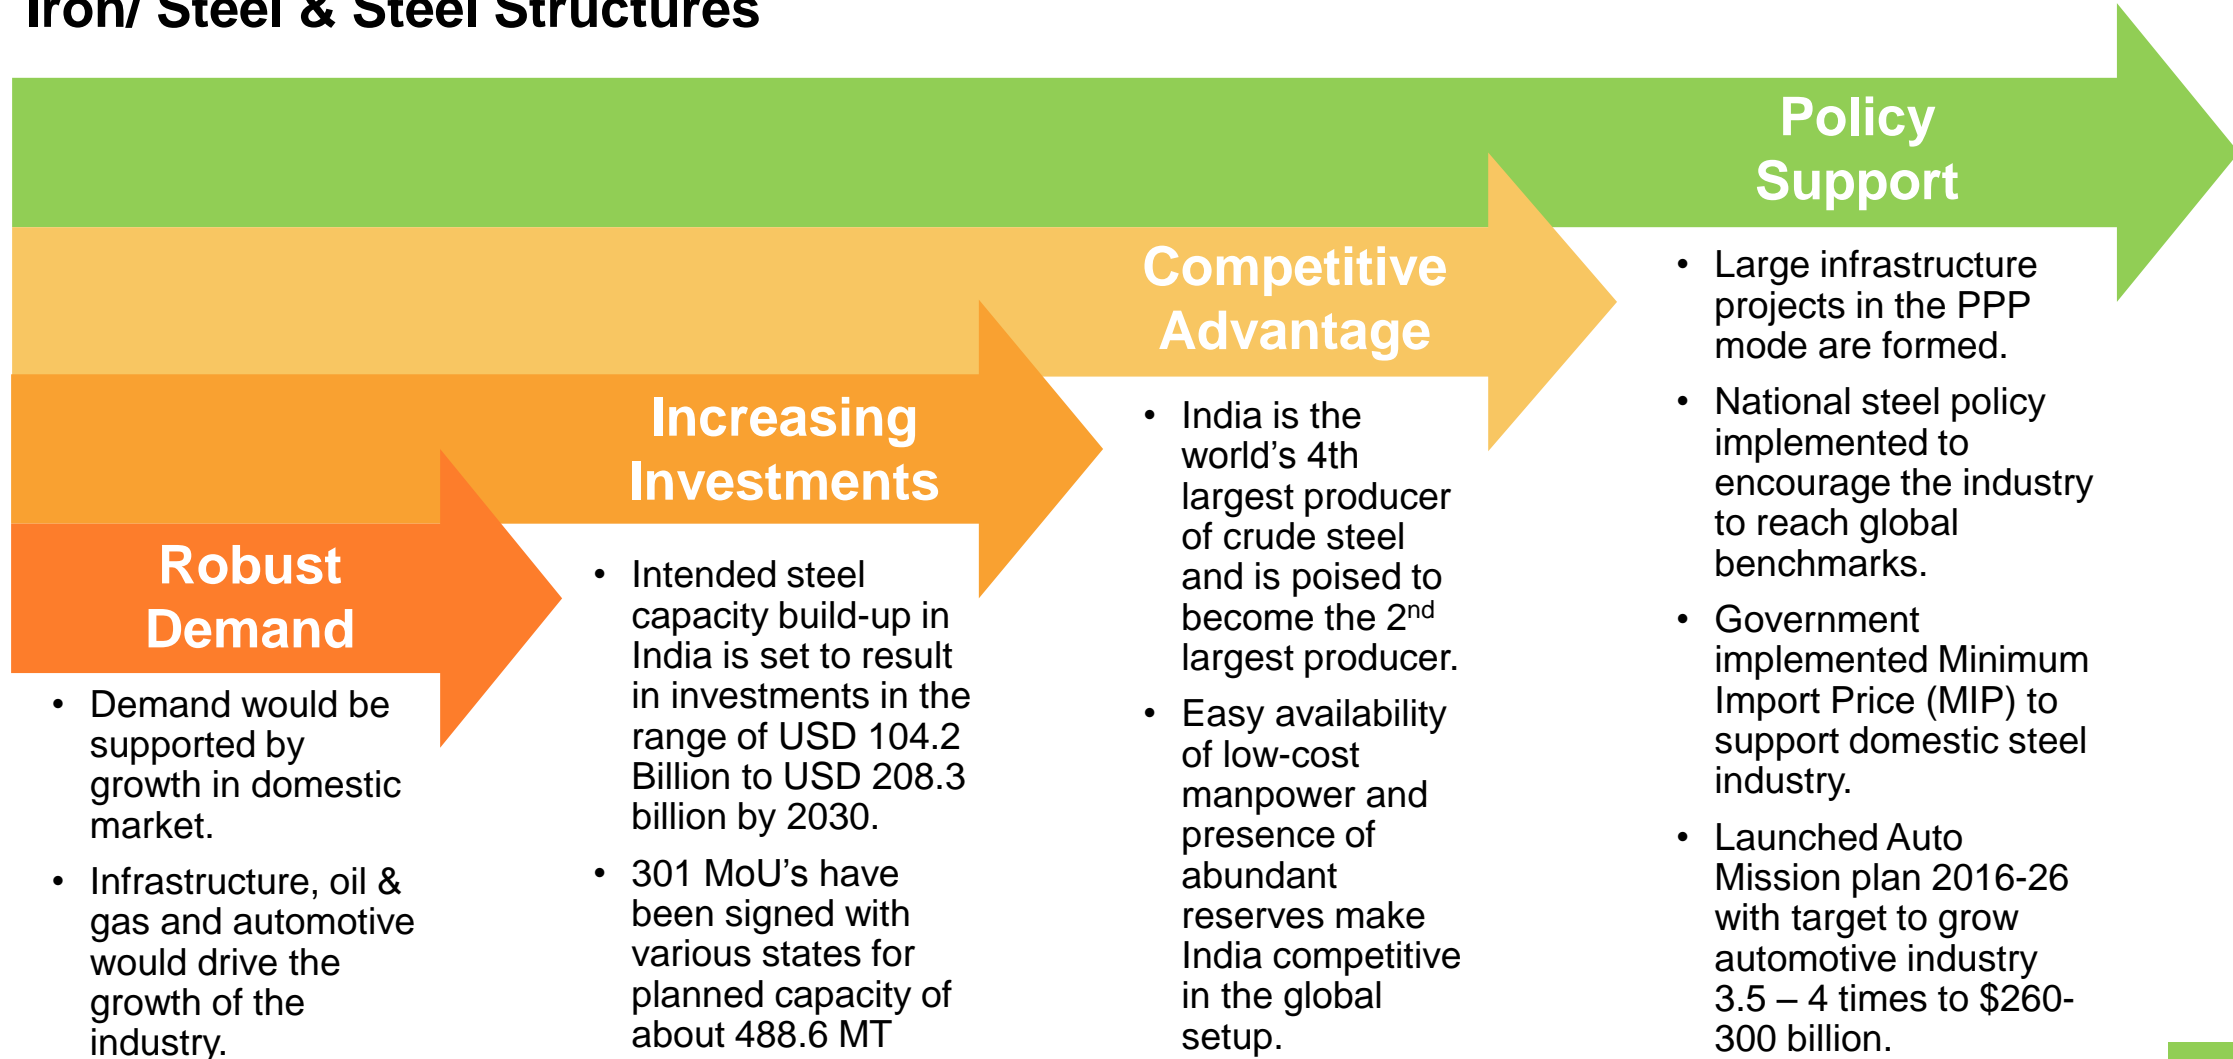 Iron/ Steel & Steel Structures
Policy
Support
Competitive
Advantage
Increasing
Investments
Robust
Demand
• Demand would be
supported by
growth in domestic
market.
• Infrastructure, oil &
gas and automotive
would drive the
growth of the
industry.
• Intended steel
capacity build-up in
India is set to result
in investments in the
range of USD 104.2
Billion to USD 208.3
billion by 2030.
• 301 MoU's have
been signed with
various states for
planned capacity of
about 488.6 MT
• India is the
world’s 4th
largest producer
of crude steel
and is poised to
become the 2nd
largest producer.
• Easy availability
of low-cost
manpower and
presence of
abundant
reserves make
India competitive
in the global
setup.
• Large infrastructure
projects in the PPP
mode are formed.
• National steel policy
implemented to
encourage the industry
to reach global
benchmarks.
• Government
implemented Minimum
Import Price (MIP) to
support domestic steel
industry.
• Launched Auto
Mission plan 2016-26
with target to grow
automotive industry
3.5 – 4 times to $260-
300 billion.